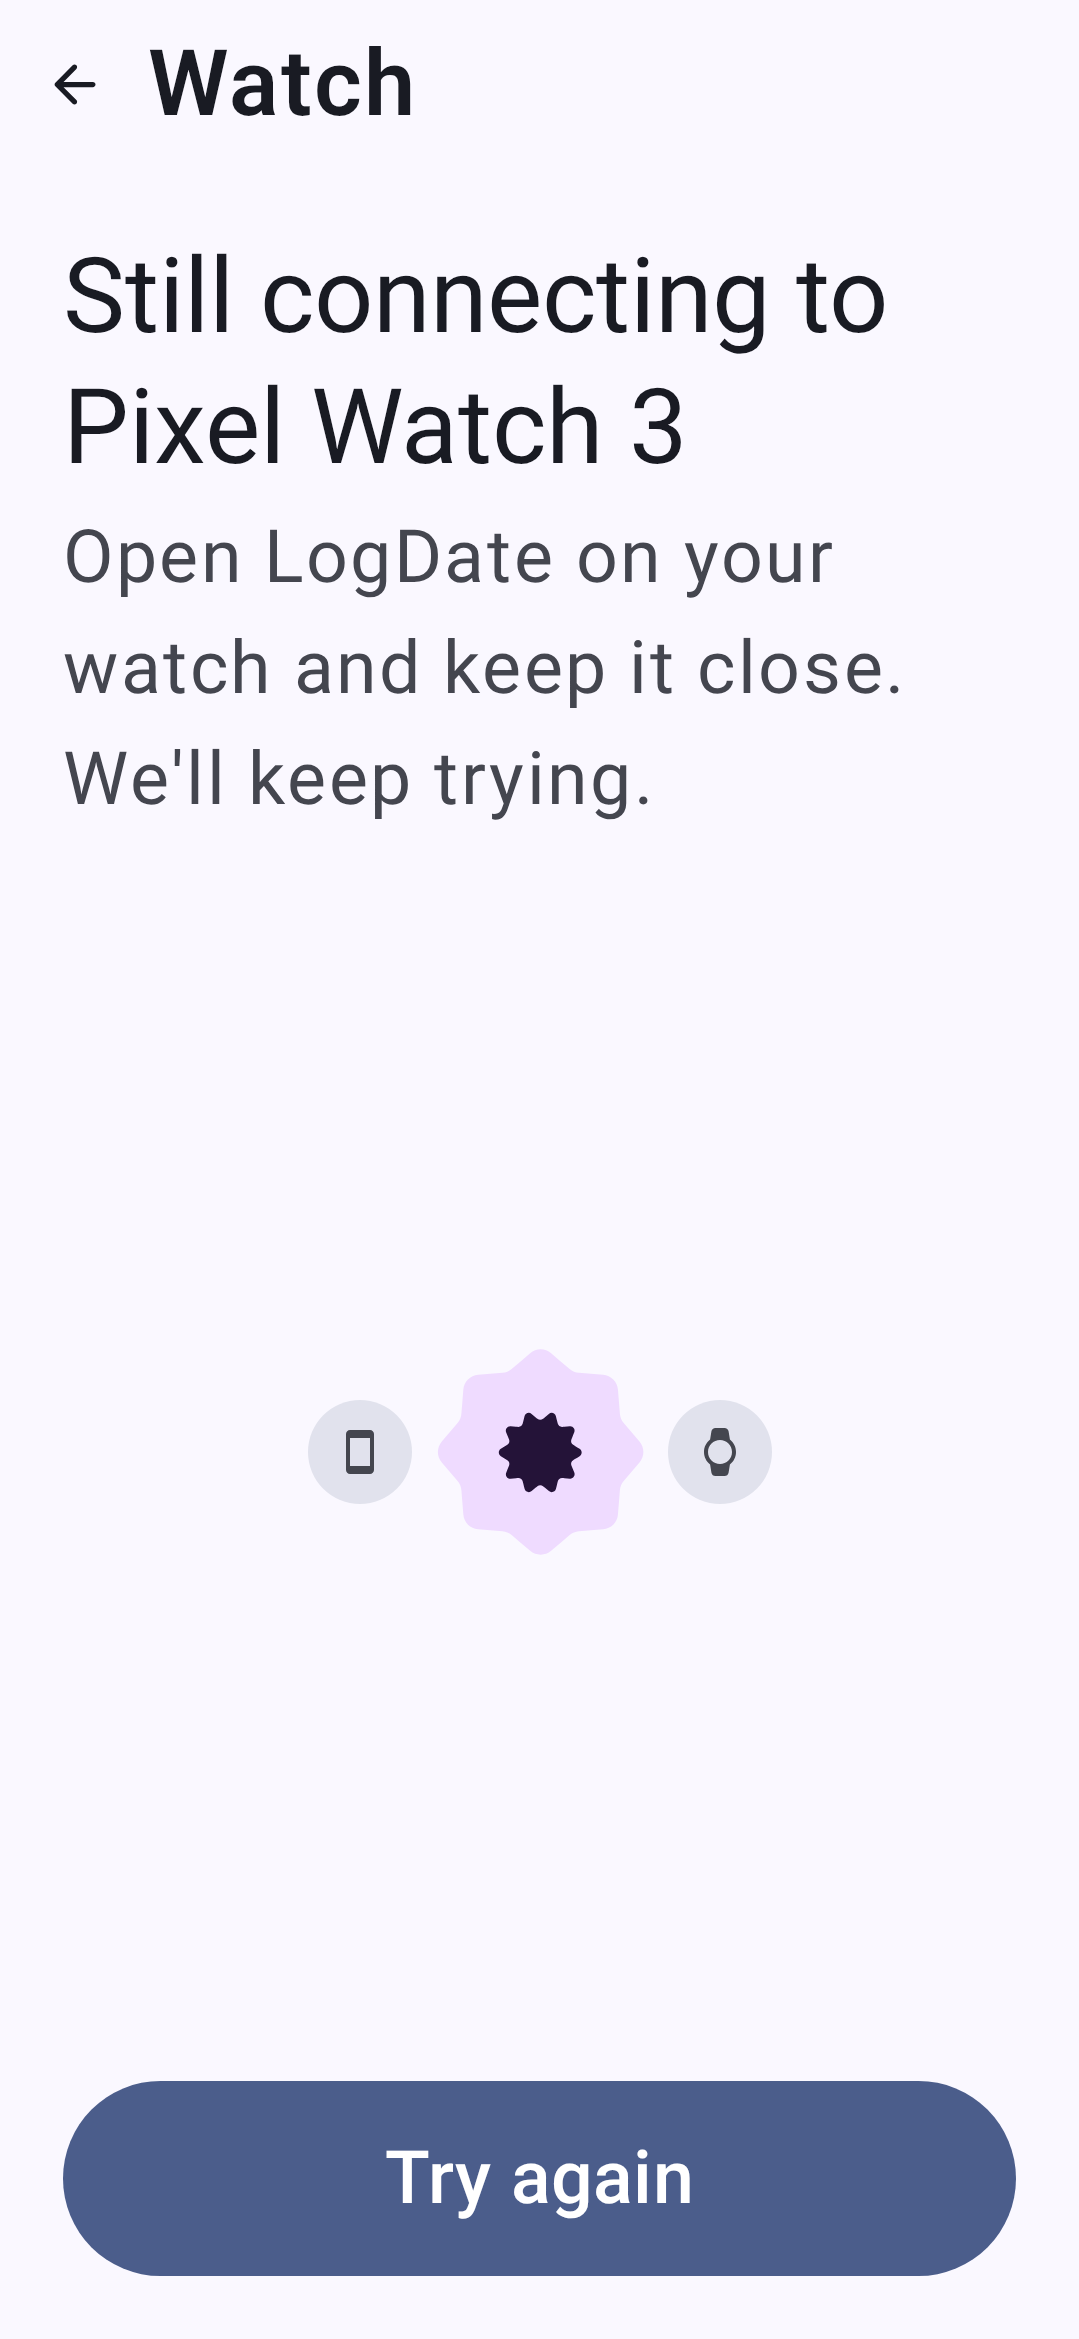 Watch
Still connecting to
Pixel Watch 3
Open LogDate on your
watch and keep it close.
We'll keep trying.
Try again